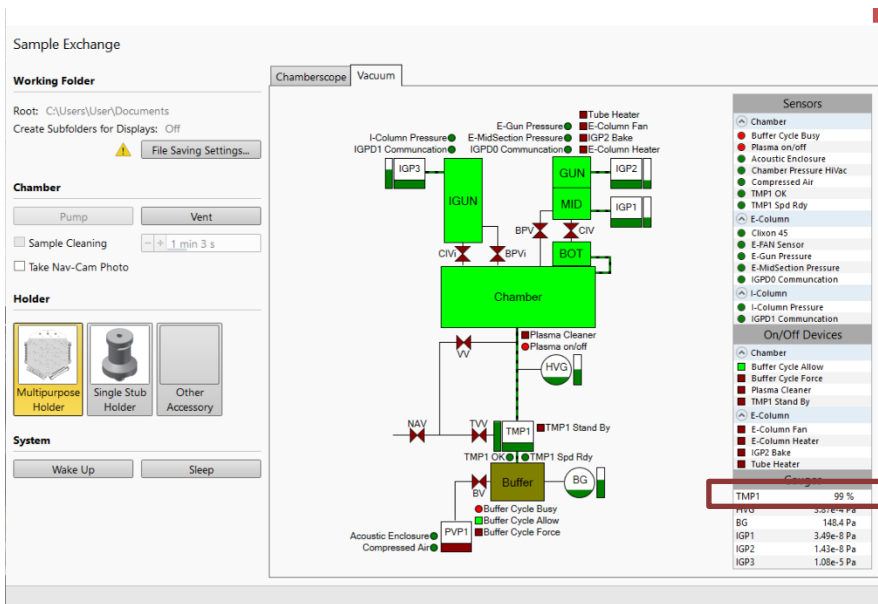 Sample Exchange
Working Folder
Root: C:\Users\User\Documents
Create Subfolders for Displays: Off
File Saving Settings...
Chamber
Pump
Vent
Sample Cleaning
- + 1 min 3 s
Take Nav-Cam Photo
Holder
Multipurpose Holder
Single Stub Holder
Other Accessory
System
Wake Up
Sleep
Chamberscope
Vacuum
Tube Heater
E-Gun Pressure
E-Column Fan
I-Column Pressure
E-MidSection Pressure
IGP2 Bake
IGPD1 Communcation
IGPD0 Communcation
E-Column Heater
IGP3
GUN
IGP2
IGUN
MID
IGP1
BPV
CIV
CIVi
BPVi
BOT
Chamber
Plasma Cleaner
Plasma on/off
VV
HVG
NAV
TVV
TMP1
TMP1 Stand By
TMP1 OK
TMP1 Spd Rdy
Buffer
BG
BV
Buffer Cycle Busy
Buffer Cycle Allow
Buffer Cycle Force
PVP1
Acoustic Enclosure
Compressed Air
Sensors
Chamber
Buffer Cycle Busy
Plasma on/off
Acoustic Enclosure
Chamber Pressure HiVac
Compressed Air
TMP1 OK
TMP1 Spd Rdy
E-Column
Clixon 45
E-FAN Sensor
E-Gun Pressure
E-MidSection Pressure
IGPD0 Communcation
I-Column
I-Column Pressure
IGPD1 Communcation
On/Off Devices
Chamber
Buffer Cycle Allow
Buffer Cycle Force
Plasma Cleaner
TMP1 Stand By
E-Column
E-Column Fan
E-Column Heater
IGP2 Bake
Tube Heater
Gauges
TMP1 99 %
HVG 3.87e-4 Pa
BG 148.4 Pa
IGP1 3.49e-8 Pa
IGP2 1.43e-8 Pa
IGP3 1.08e-5 Pa